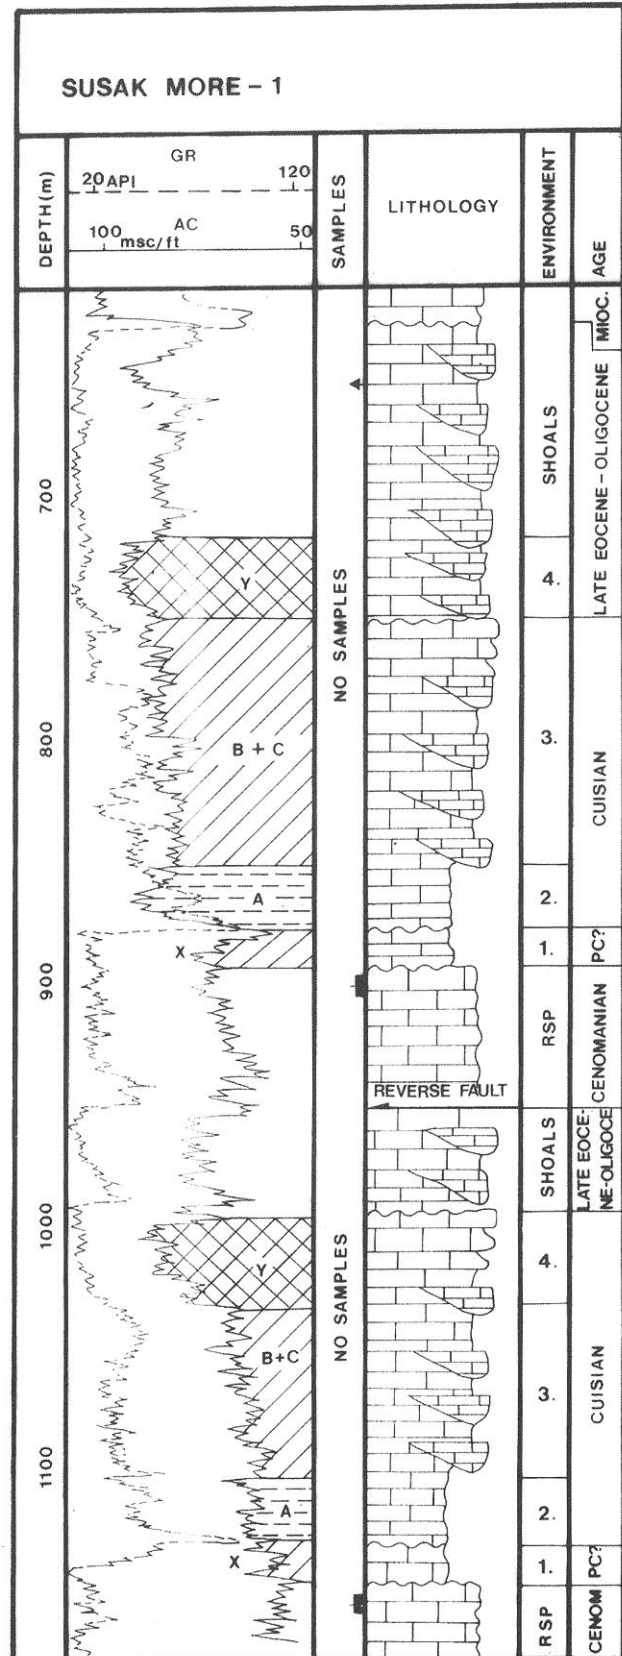 SUSAK MORE – 1
DEPTH (m)
GR
20 API 120
AC
100 msc/ft 50
SAMPLES
LITHOLOGY
ENVIRONMENT
AGE
MIOC.
LATE EOCENE – OLIGOCENE
SHOALS
700
4.
Y
NO SAMPLES
800
B + C
3.
CUISIAN
A
2.
X
1.
PC?
900
RSP
CENOMANIAN
REVERSE FAULT
SHOALS
LATE EOCE-
NE-OLIGOCE
1000
Y
4.
NO SAMPLES
B+C
3.
CUISIAN
1100
A
2.
X
1.
PC?
RSP
CENOM